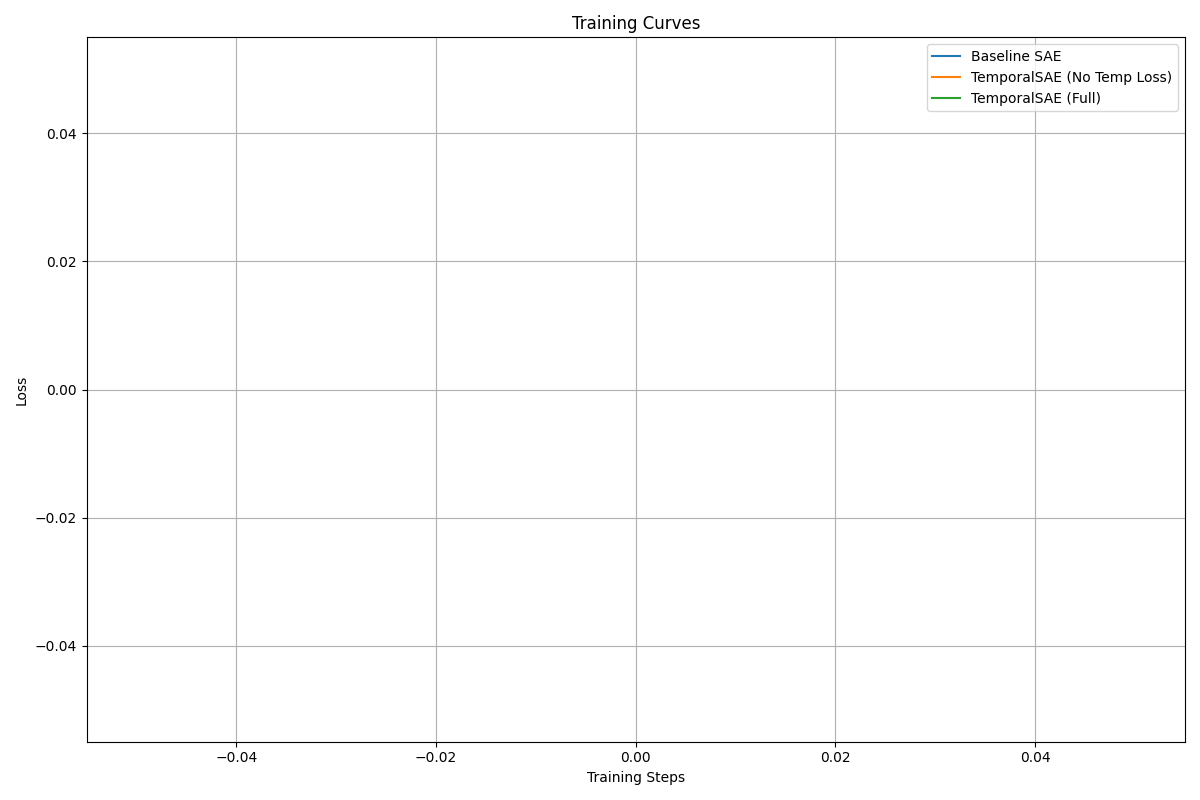 Training Curves
Baseline SAE
TemporalSAE (No Temp Loss)
TemporalSAE (Full)
0.04
0.02
0.00
−0.02
−0.04
Loss
−0.04
−0.02
0.00
0.02
0.04
Training Steps